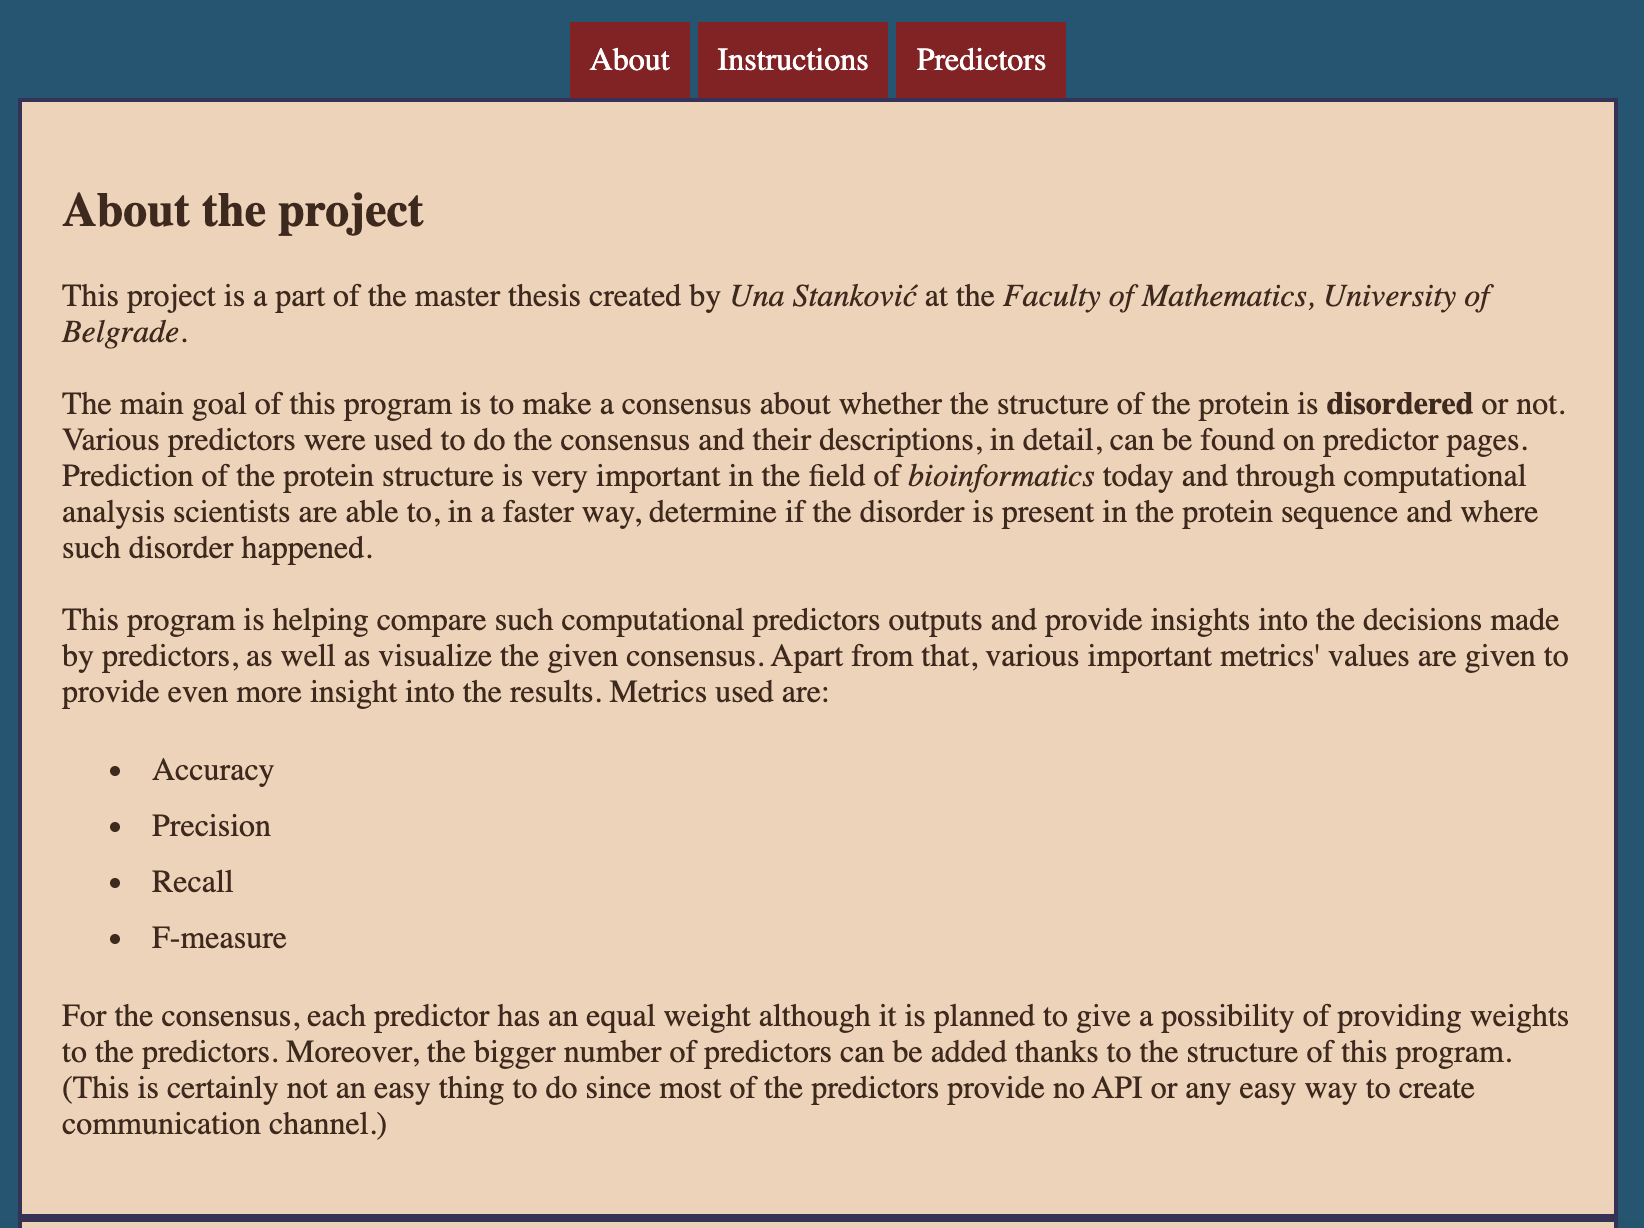 About Instructions Predictors
About the project
This project is a part of the master thesis created by Una Stanković at the Faculty of Mathematics, University of
Belgrade.
The main goal of this program is to make a consensus about whether the structure of the protein is disordered or not.
Various predictors were used to do the consensus and their descriptions, in detail, can be found on predictor pages.
Prediction of the protein structure is very important in the field of bioinformatics today and through computational
analysis scientists are able to, in a faster way, determine if the disorder is present in the protein sequence and where
such disorder happened.
This program is helping compare such computational predictors outputs and provide insights into the decisions made
by predictors, as well as visualize the given consensus. Apart from that, various important metrics' values are given to
provide even more insight into the results. Metrics used are:
• Accuracy
• Precision
• Recall
• F-measure
For the consensus, each predictor has an equal weight although it is planned to give a possibility of providing weights
to the predictors. Moreover, the bigger number of predictors can be added thanks to the structure of this program.
(This is certainly not an easy thing to do since most of the predictors provide no API or any easy way to create
communication channel.)